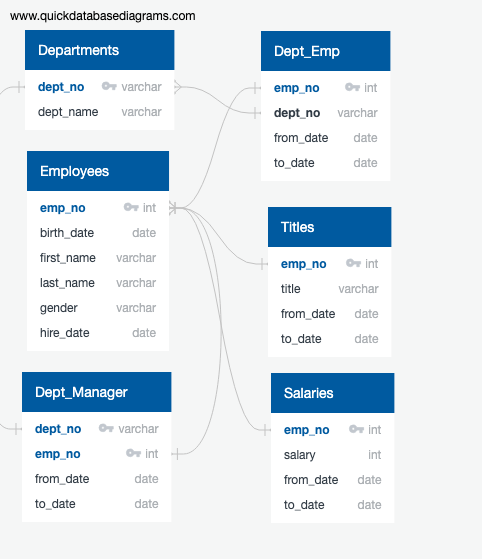 www.quickdatabasediagrams.com
Departments
dept_no varchar
dept_name varchar
Employees
emp_no int
birth_date date
first_name varchar
last_name varchar
gender varchar
hire_date date
Dept_Manager
dept_no varchar
emp_no int
from_date date
to_date date
Dept_Emp
emp_no int
dept_no varchar
from_date date
to_date date
Titles
emp_no int
title varchar
from_date date
to_date date
Salaries
emp_no int
salary int
from_date date
to_date date